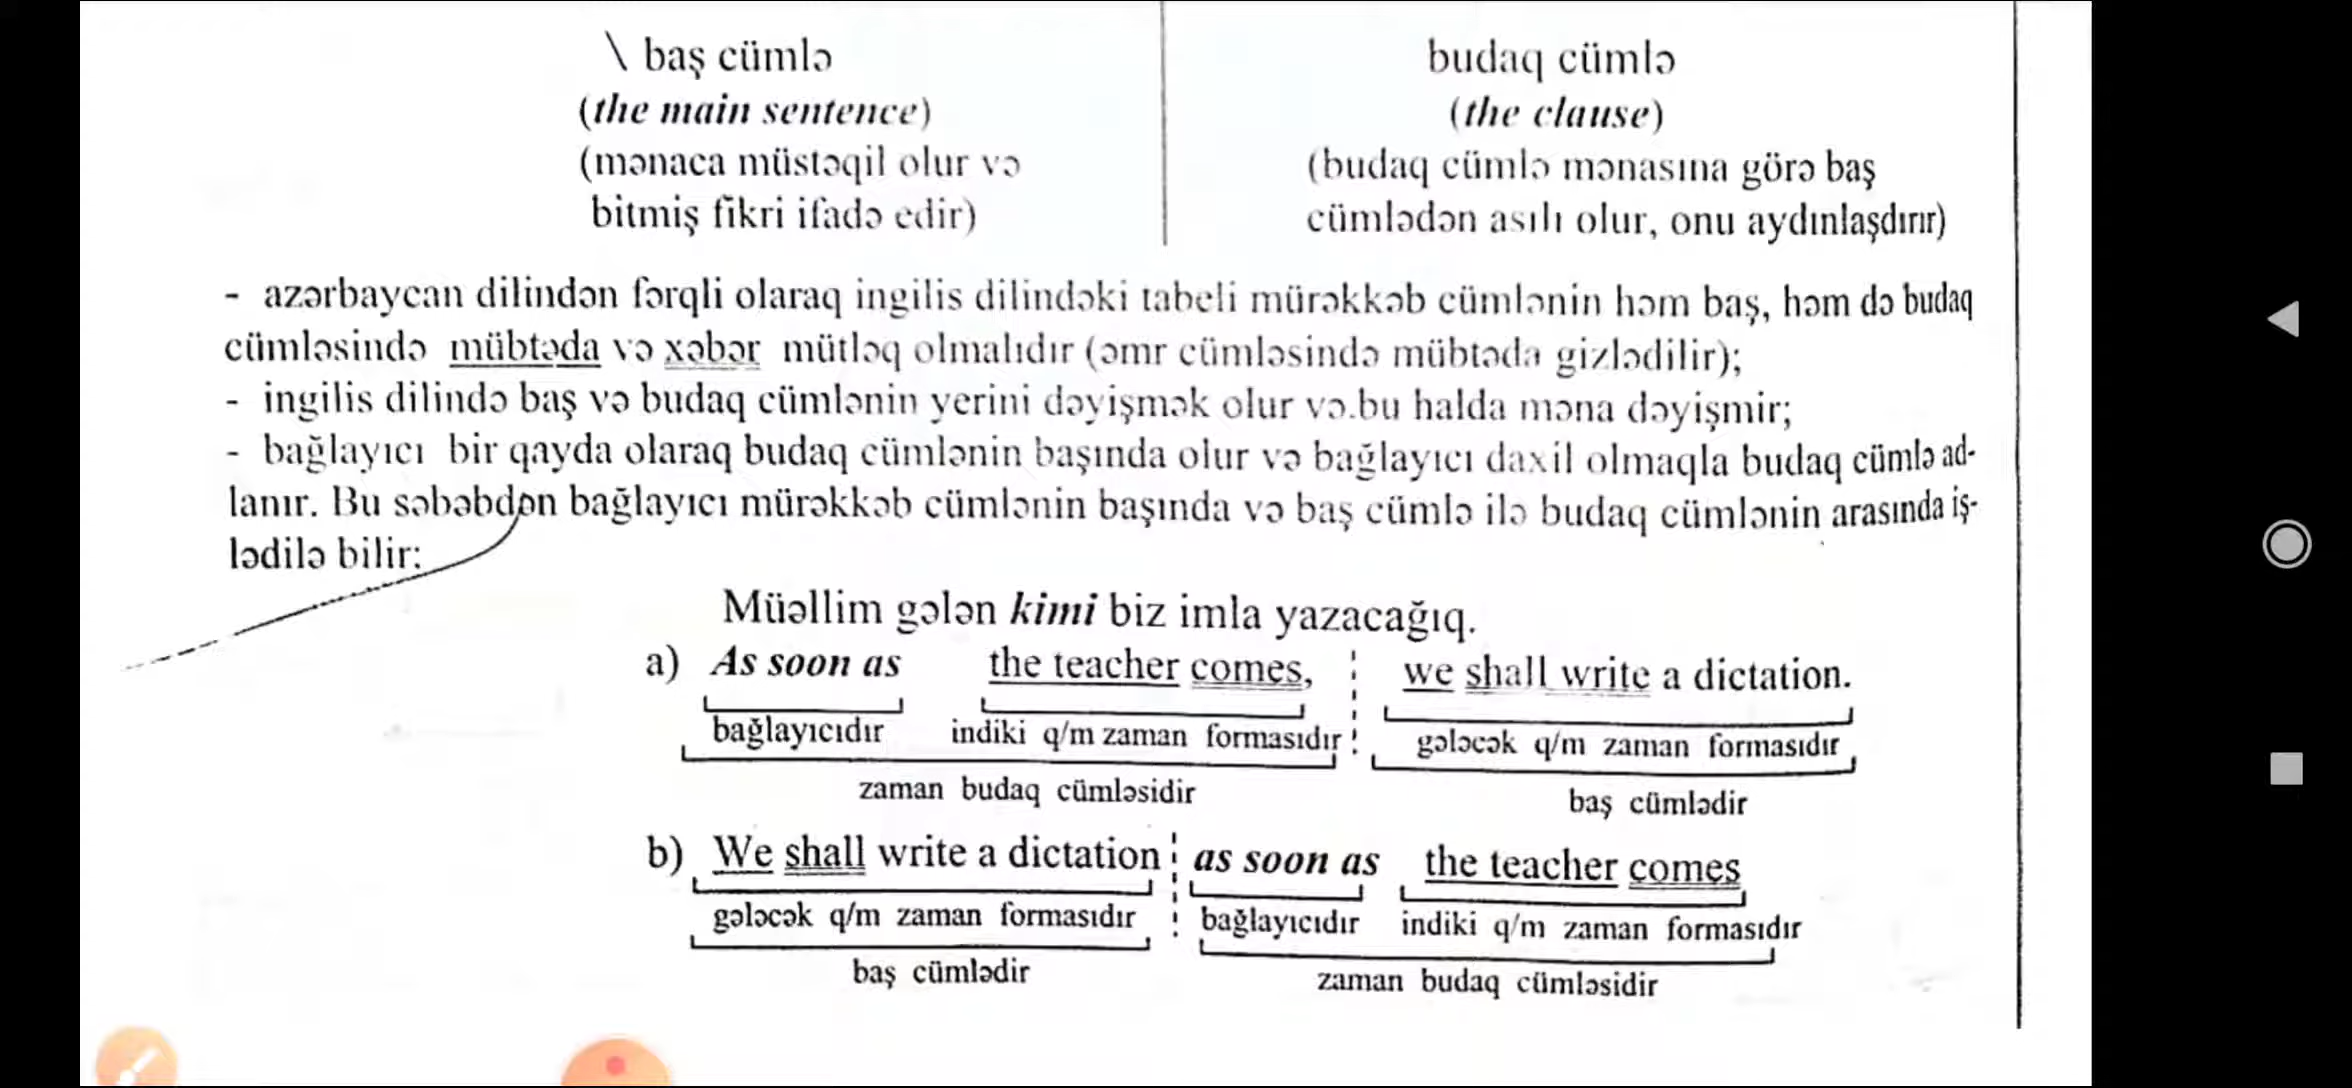 \ baş cümlə
(the main sentence)
(mənaca müstəqil olur və
bitmiş fikri ifadə edir)
budaq cümlə
(the clause)
(budaq cümlə mənasına görə baş
cümlədən asılı olur, onu aydınlaşdırır)
- azərbaycan dilindən fərqli olaraq ingilis dilindəki tabeli mürəkkəb cümlənin həm baş, həm də budaq
cümləsində mübtəda və xəbər mütləq olmalıdır (əmr cümləsində mübtəda gizlədilir);
- ingilis dilində baş və budaq cümlənin yerini dəyişmək olur və.bu halda məna dəyişmir;
- bağlayıcı bir qayda olaraq budaq cümlənin başında olur və bağlayıcı daxil olmaqla budaq cümlə ad-
lanır. Bu səbəbdən bağlayıcı mürəkkəb cümlənin başında və baş cümlə ilə budaq cümlənin arasında iş-
lədilə bilir:
Müəllim gələn kimi biz imla yazacağıq.
a) As soon as the teacher comes, we shall write a dictation.
bağlayıcıdır indiki q/m zaman formasıdır gələcək q/m zaman formasıdır
zaman budaq cümləsidir baş cümlədir
b) We shall write a dictation as soon as the teacher comes
gələcək q/m zaman formasıdır bağlayıcıdır indiki q/m zaman formasıdır
baş cümlədir zaman budaq cümləsidir